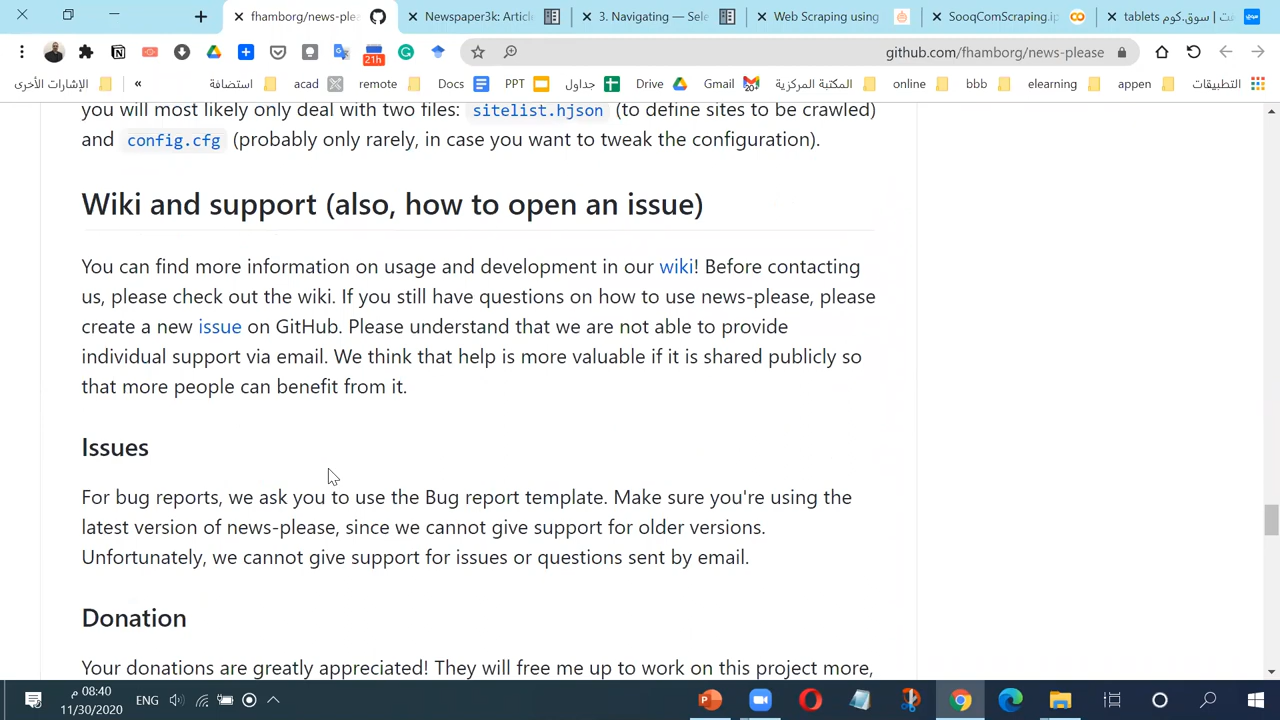 fhamborg/news-ple
Newspaper3k: Articl
3. Navigating — Sele
Web Scraping using
SooqOmScraping.ip
tablets سوق.كوم | فت
21h
github.com/fhamborg/news-please
الإشارات الأخرى
«
استضافة
acad
remote
Docs
PPT
جداول
Drive
Gmail
المكتبة المركزية
online
bbb
elearning
appen
التطبيقات
you will most likely only deal with two files: sitelist.hjson (to define sites to be crawled)
and config.cfg (probably only rarely, in case you want to tweak the configuration).
Wiki and support (also, how to open an issue)
You can find more information on usage and development in our wiki! Before contacting
us, please check out the wiki. If you still have questions on how to use news-please, please
create a new issue on GitHub. Please understand that we are not able to provide
individual support via email. We think that help is more valuable if it is shared publicly so
that more people can benefit from it.
Issues
For bug reports, we ask you to use the Bug report template. Make sure you're using the
latest version of news-please, since we cannot give support for older versions.
Unfortunately, we cannot give support for issues or questions sent by email.
Donation
Your donations are greatly appreciated! They will free me up to work on this project more,
08:40 م
11/30/2020
ENG